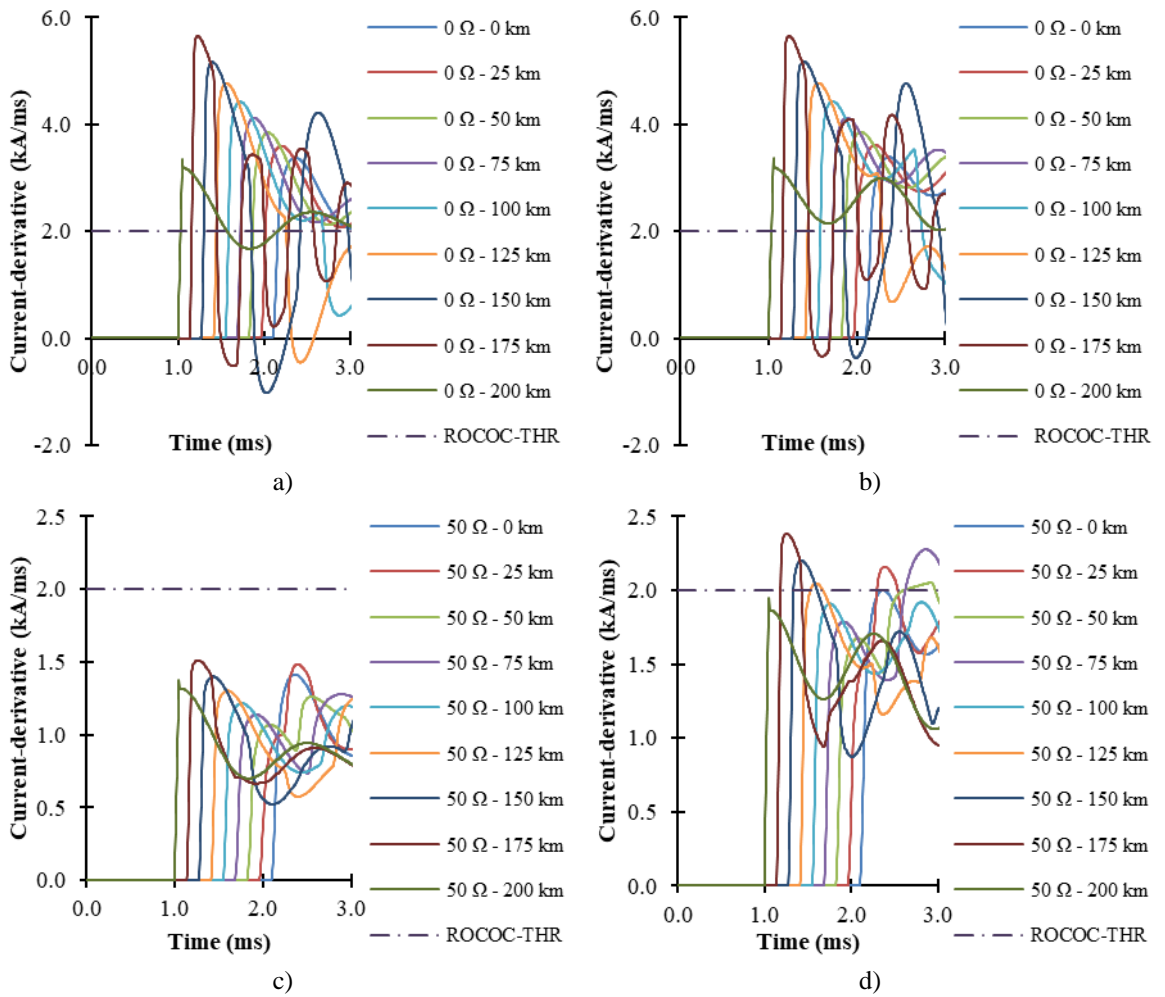 6.0
4.0
2.0
0.0
-2.0
1.0
2.0
3.0
Current-derivative (kA/ms)
Time (ms)
0 Ω - 0 km
0 Ω - 25 km
0 Ω - 50 km
0 Ω - 75 km
0 Ω - 100 km
0 Ω - 125 km
0 Ω - 150 km
0 Ω - 175 km
0 Ω - 200 km
ROCOC-THR
a)
6.0
4.0
2.0
0.0
-2.0
0.0
1.0
2.0
3.0
Current-derivative (kA/ms)
Time (ms)
0 Ω - 0 km
0 Ω - 25 km
0 Ω - 50 km
0 Ω - 75 km
0 Ω - 100 km
0 Ω - 125 km
0 Ω - 150 km
0 Ω - 175 km
0 Ω - 200 km
ROCOC-THR
b)
2.5
2.0
1.5
1.0
0.5
0.0
0.0
1.0
2.0
3.0
Current-derivative (kA/ms)
Time (ms)
50 Ω - 0 km
50 Ω - 25 km
50 Ω - 50 km
50 Ω - 75 km
50 Ω - 100 km
50 Ω - 125 km
50 Ω - 150 km
50 Ω - 175 km
50 Ω - 200 km
ROCOC-THR
c)
2.5
2.0
1.5
1.0
0.5
0.0
0.0
1.0
2.0
3.0
Current-derivative (kA/ms)
Time (ms)
50 Ω - 0 km
50 Ω - 25 km
50 Ω - 50 km
50 Ω - 75 km
50 Ω - 100 km
50 Ω - 125 km
50 Ω - 150 km
50 Ω - 175 km
50 Ω - 200 km
ROCOC-THR
d)